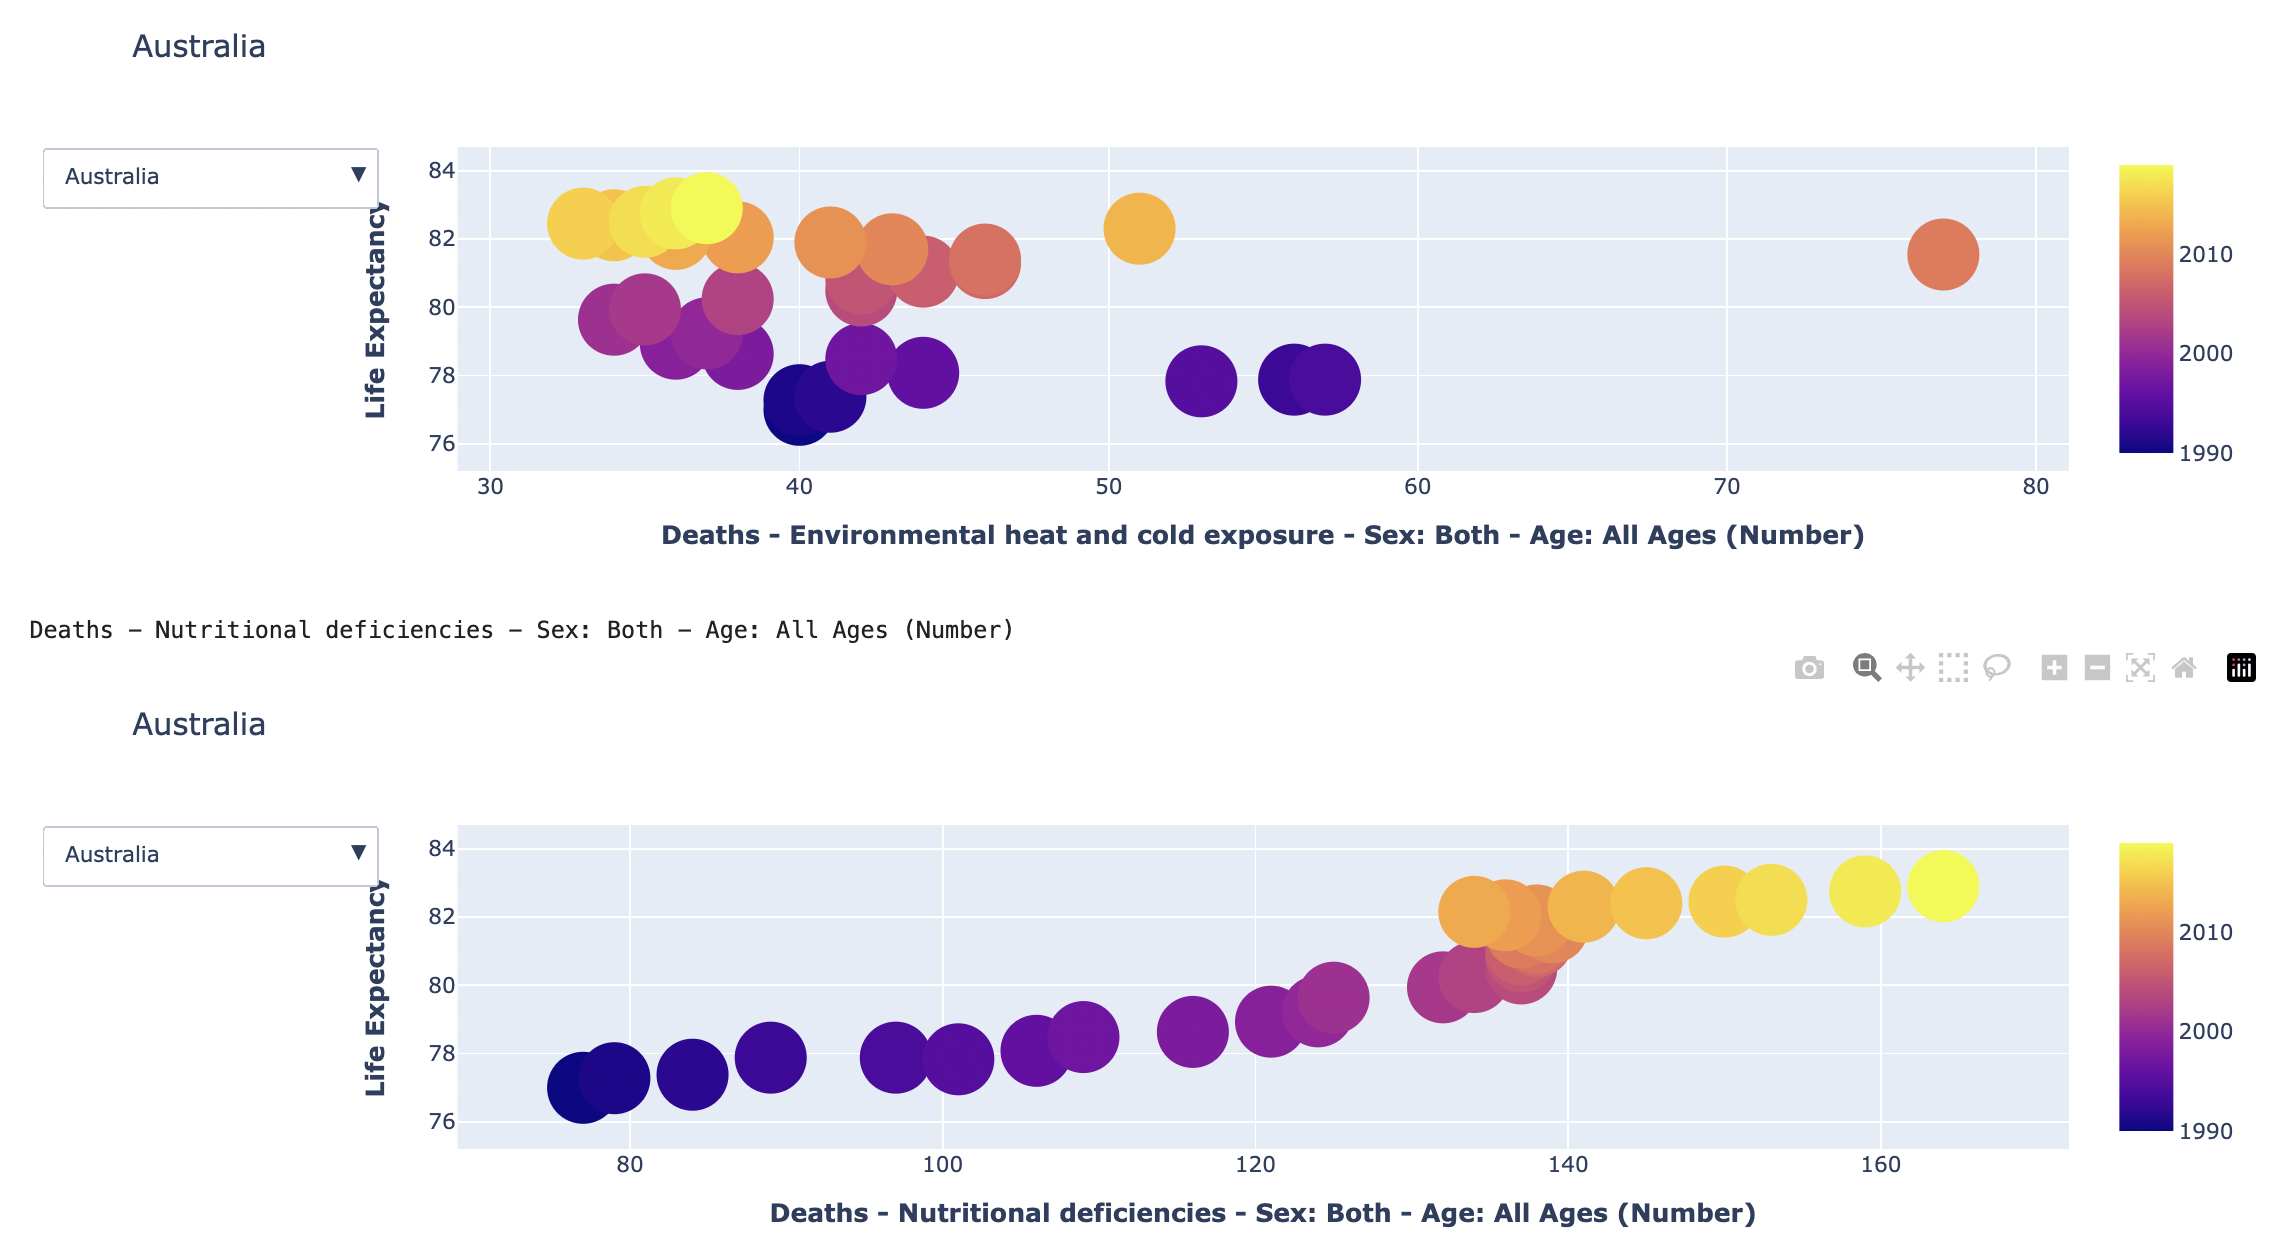 Australia
Australia ▼
Life Expectancy
84
82
80
78
76
30 40 50 60 70 80
Deaths - Environmental heat and cold exposure - Sex: Both - Age: All Ages (Number)
2010
2000
1990
Deaths - Nutritional deficiencies - Sex: Both - Age: All Ages (Number)
Australia
Australia ▼
Life Expectancy
84
82
80
78
76
80 100 120 140 160
Deaths - Nutritional deficiencies - Sex: Both - Age: All Ages (Number)
2010
2000
1990